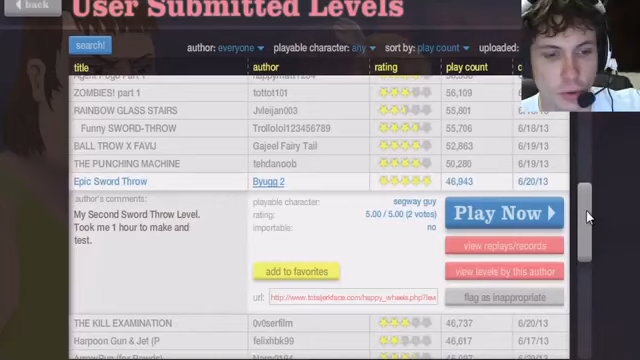 back
User Submitted Levels
search!
author: everyone
playable character: any
sort by: play count
uploaded:
title
author
rating
play count
ZOMBIES! part 1
tottot101
56,109
6/19/13
RAINBOW GLASS STAIRS
Jvleijan003
55,801
6/18/13
Funny SWORD-THROW
Trollolol123456789
55,706
6/18/13
BALL TROW X FAVIJ
Gajeel Fairy Tail
52,863
6/19/13
THE PUNCHING MACHINE
tehdanoob
50,280
6/19/13
Epic Sword Throw
Byugg 2
46,943
6/20/13
author's comments:
My Second Sword Throw Level.
Took me 1 hour to make and
test.
playable character: segway guy
rating: 5.00 / 5.00 (2 votes)
importable: no
add to favorites
url:
Play Now
view replays/records
view levels by this author
flag as inappropriate
THE KILL EXAMINATION
0v0serfilm
46,737
6/20/13
Harpoon Gun & Jet (P
felixhbk99
46,617
6/17/13